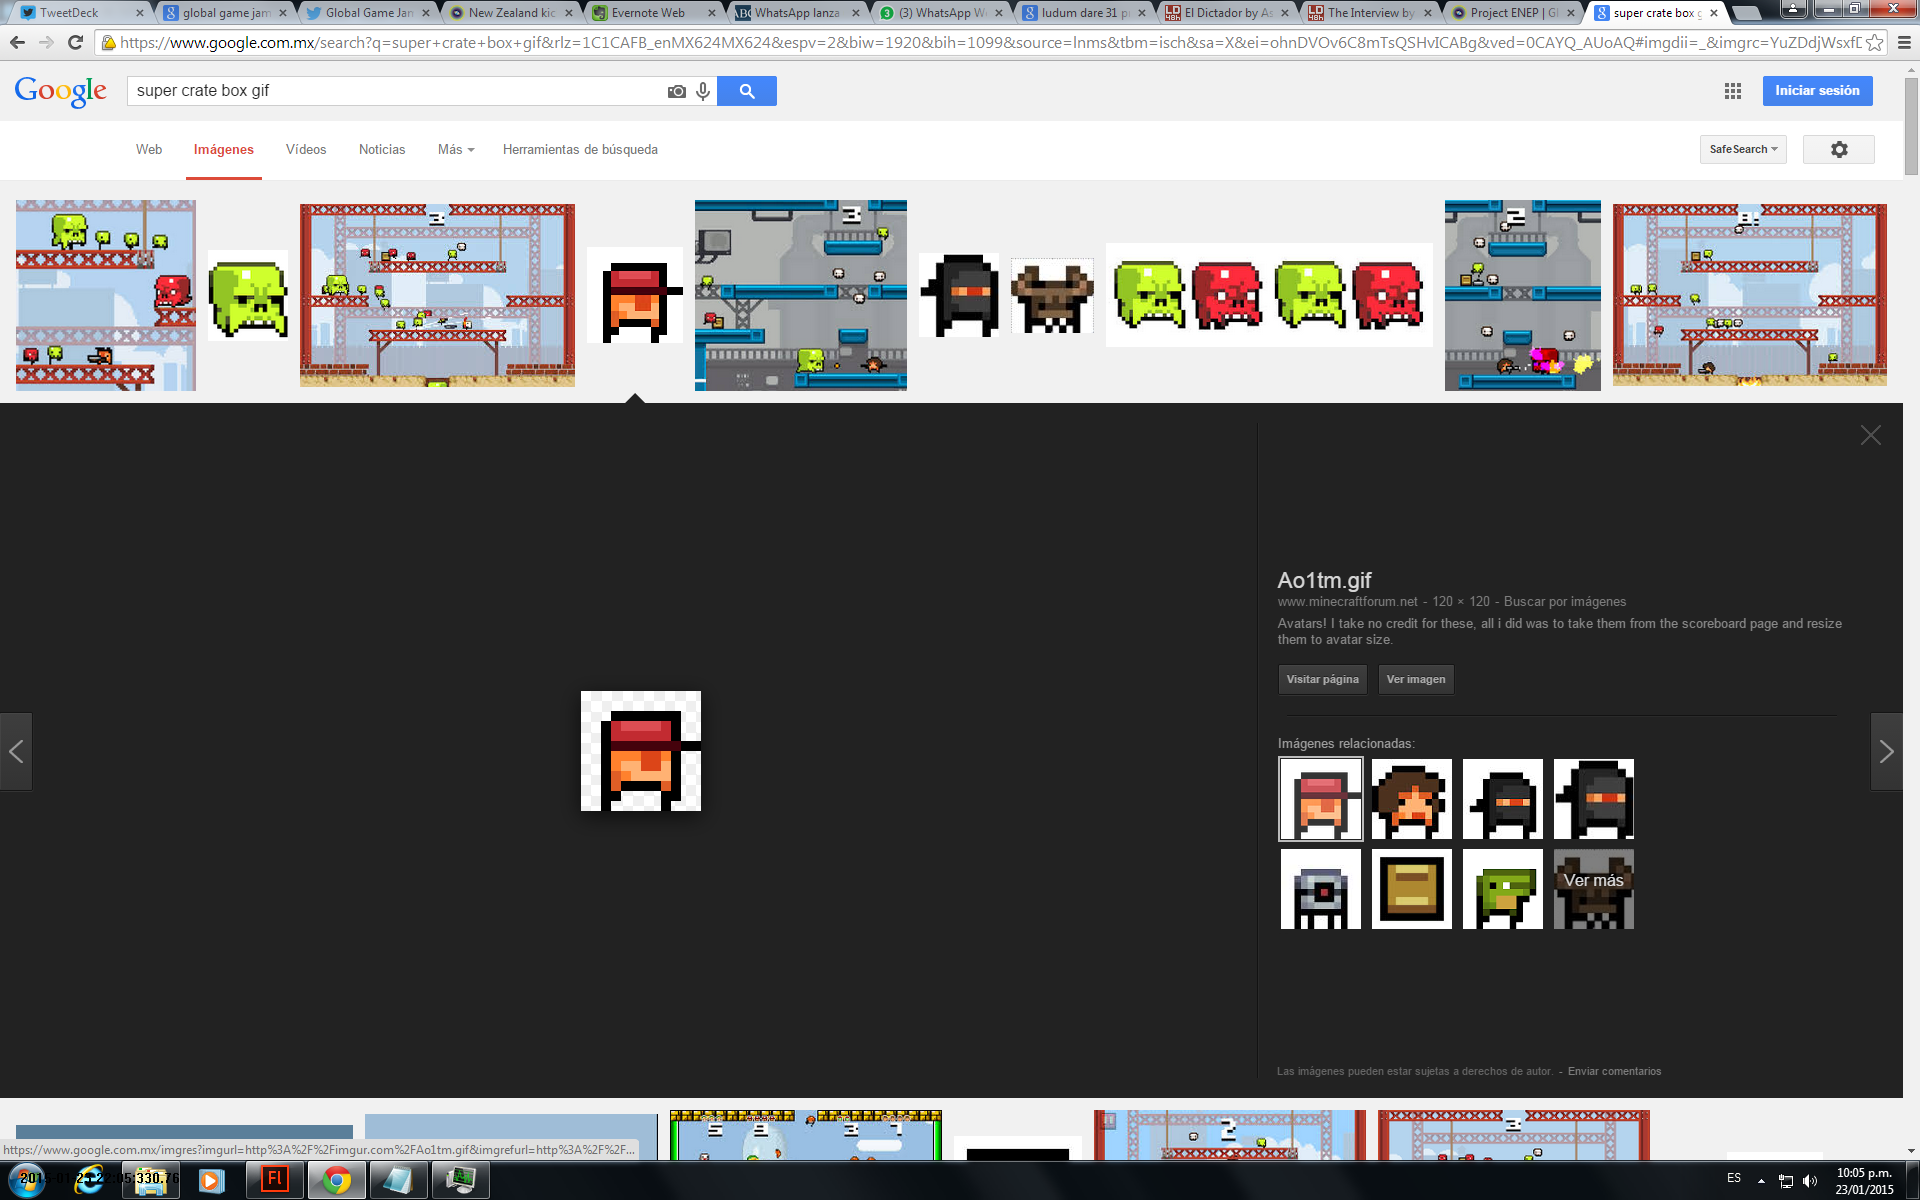 TweetDeck
global game jam
Global Game Jan
New Zealand kic
Evernote Web
ABC WhatsApp lanza
(3) WhatsApp W
ludum dare 31 p
El Dictador by As
The Interview by
Project ENEP | Gl
super crate box g
https://www.google.com.mx/search?q=super+crate+box+gif&rlz=1C1CAFB_enMX624MX624&espv=2&biw=1920&bih=1099&source=lnms&tbm=isch&sa=X&ei=ohnDVOv6C8mTsQSHvICABg&ved=0CAYQ_AUoAQ#imgdii=_&imgrc=YuZDdjWsxfD
Google
super crate box gif
Iniciar sesión
Web
Imágenes
Vídeos
Noticias
Más
Herramientas de búsqueda
SafeSearch
Ao1tm.gif
www.minecraftforum.net - 120 × 120 - Buscar por imágenes
Avatars! I take no credit for these, all i did was to take them from the scoreboard page and resize
them to avatar size.
Visitar página
Ver imagen
Imágenes relacionadas:
Ver más
Las imágenes pueden estar sujetas a derechos de autor. - Enviar comentarios
https://www.google.com.mx/imgres?imgurl=http%3A%2F%2Fimgur.com%2FAo1tm.gif&imgrefurl=http%3A%2F%2F...
Fl
ES
10:05 p.m.
23/01/2015